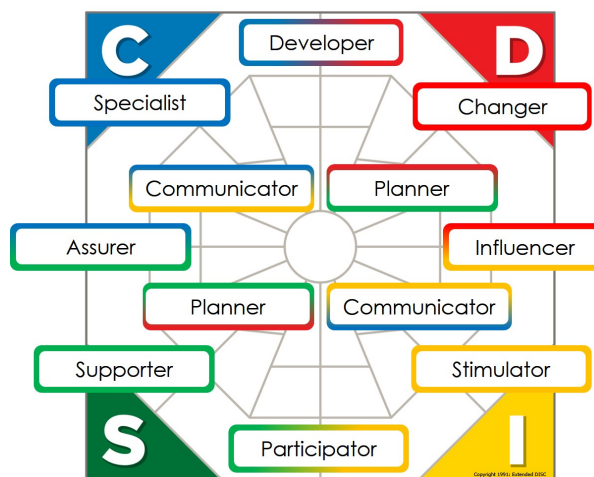 C
Developer
D
Specialist
Changer
Communicator
Planner
Assurer
Influencer
Planner
Communicator
Supporter
Stimulator
S
Participator
I
Copyright 1991: Extended DISC